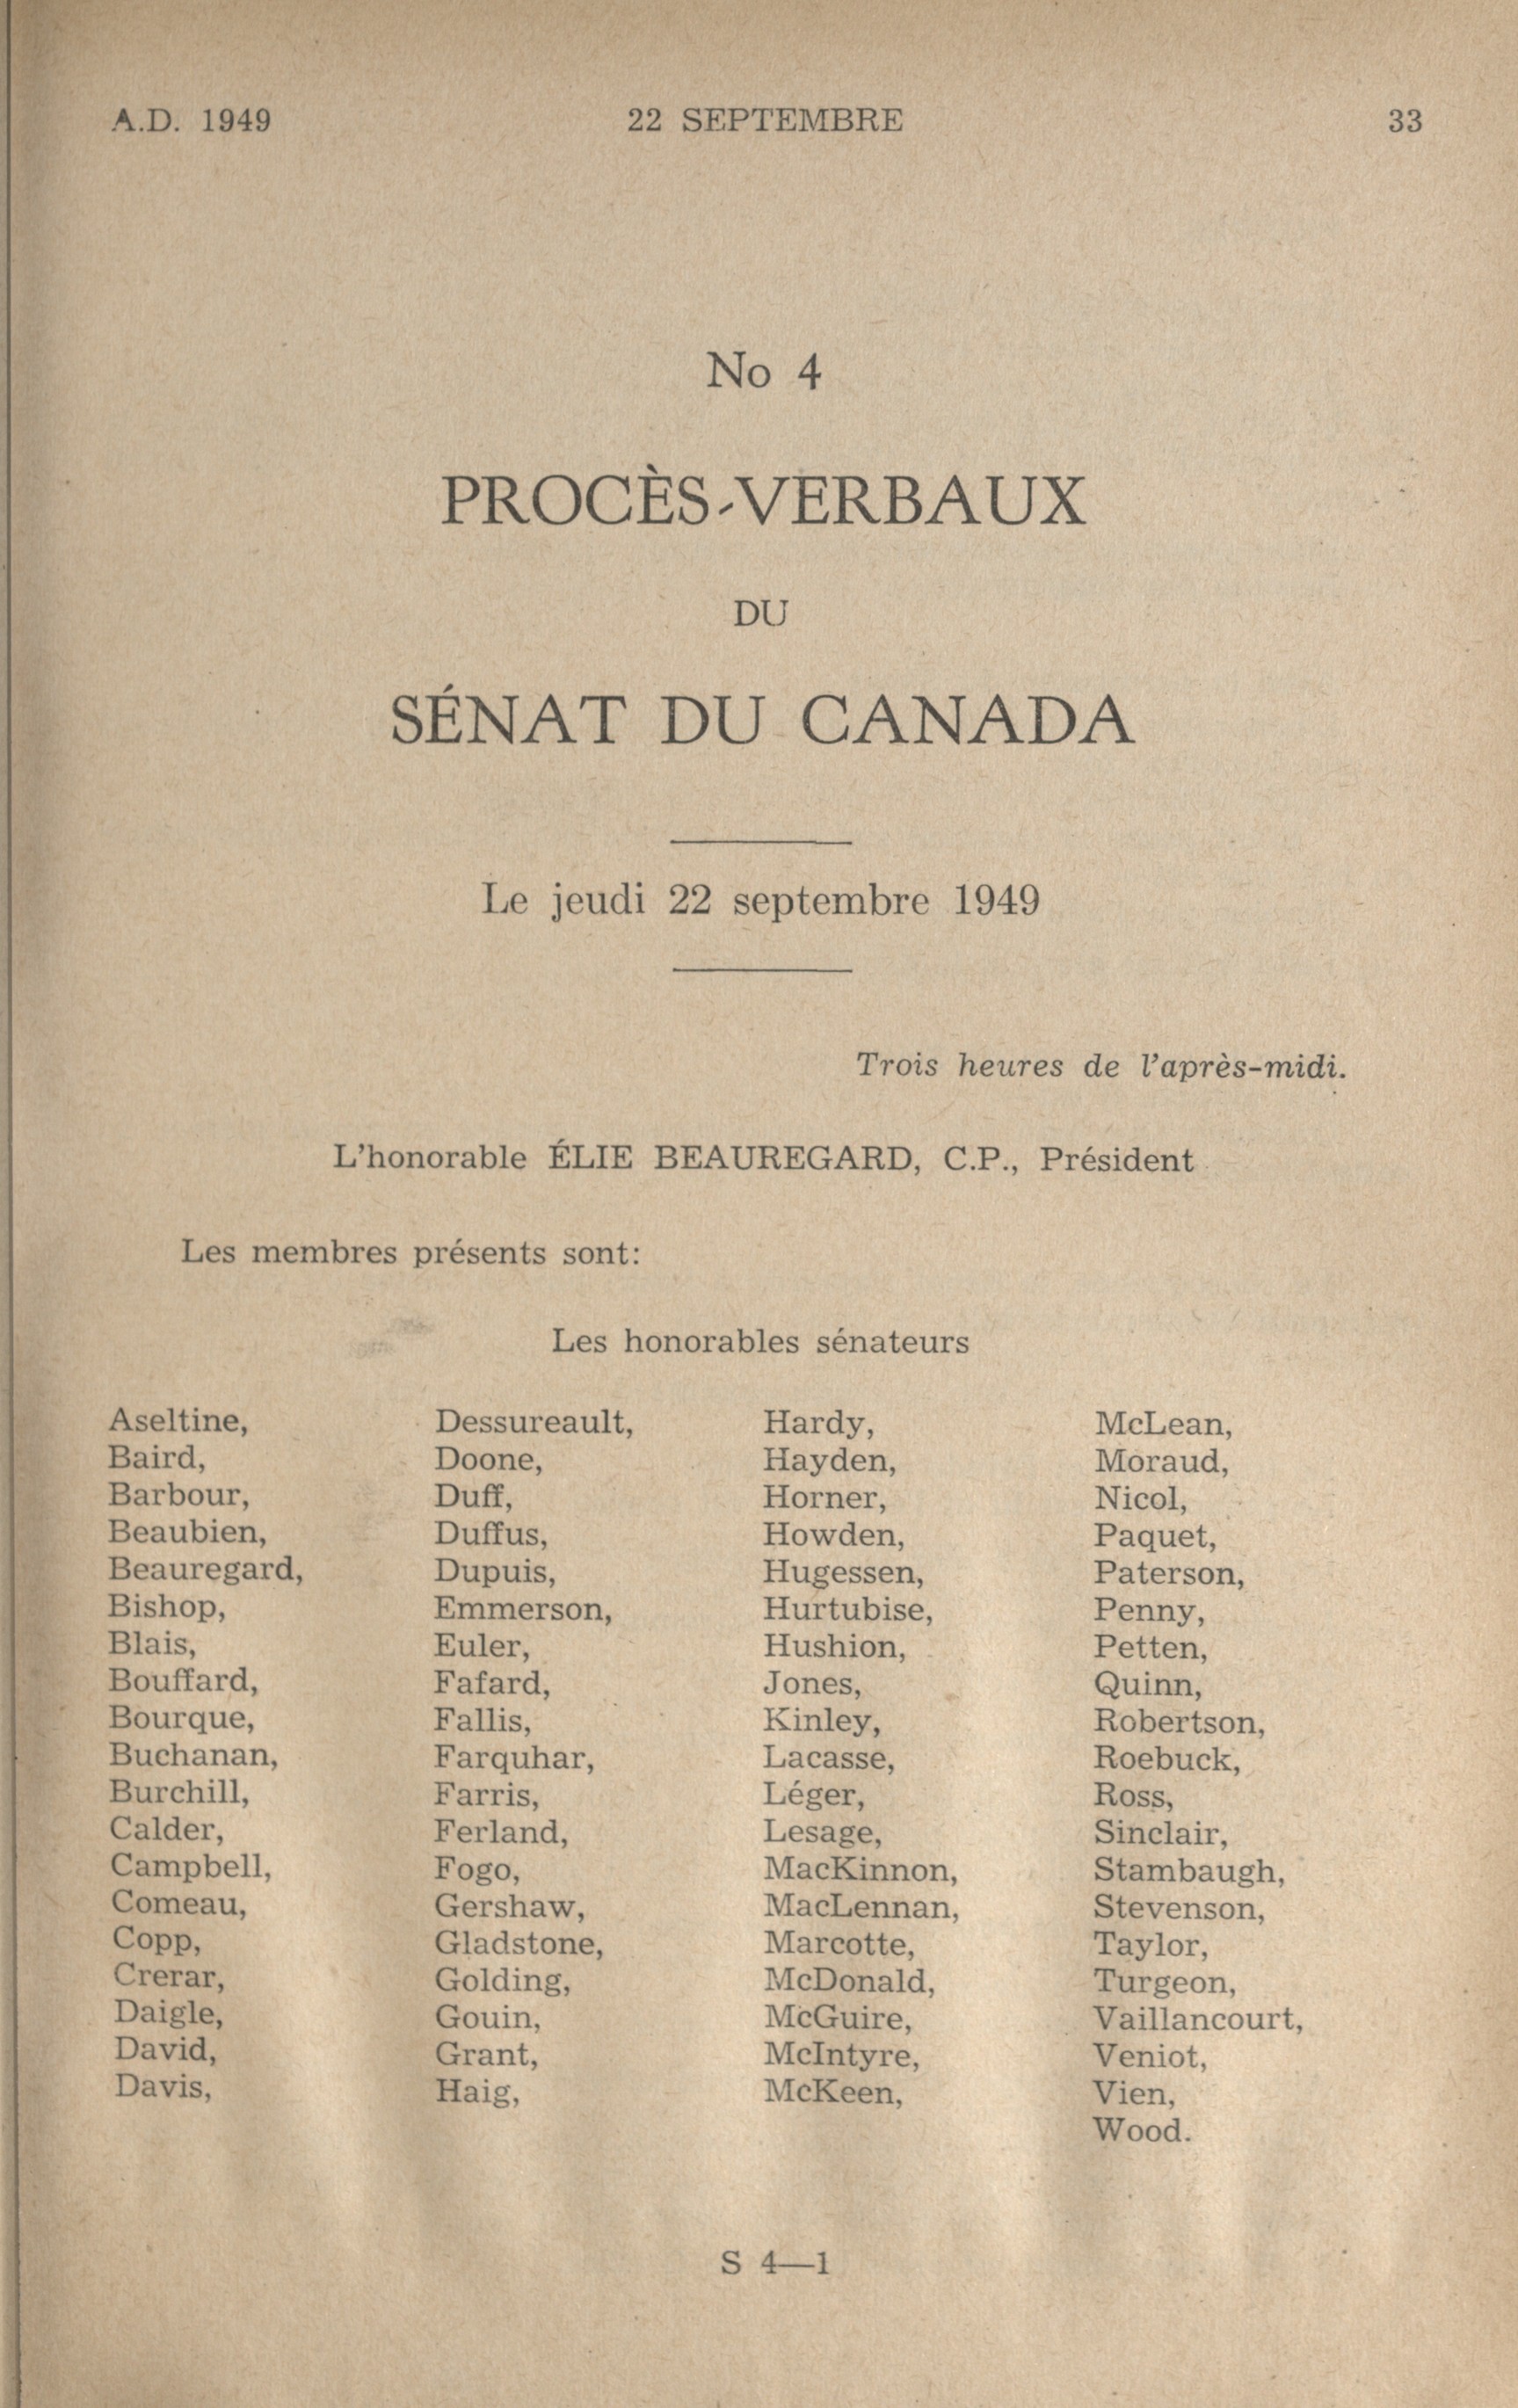 A.D. 1949 22 SEPTEMBRE 33
No 4
PROCÈS-VERBAUX
DU
SÉNAT DU CANADA
Le jeudi 22 septembre 1949
Trois heures de l'après-midi.
L'honorable ÉLIE BEAUREGARD, C.P., Président
Les membres présents sont:
Les honorables sénateurs
Aseltine,
Baird,
Barbour,
Beaubien,
Beauregard,
Bishop,
Blais,
Bouffard,
Bourque,
Buchanan,
Burchill,
Calder,
Campbell,
Comeau,
Copp,
Crerar,
Daigle,
David,
Davis,
Dessureault,
Doone,
Duff,
Duffus,
Dupuis,
Emmerson,
Euler,
Fafard,
Fallis,
Farquhar,
Farris,
Ferland,
Fogo,
Gershaw,
Gladstone,
Golding,
Gouin,
Grant,
Haig,
Hardy,
Hayden,
Horner,
Howden,
Hugessen,
Hurtubise,
Hushion,
Jones,
Kinley,
Lacasse,
Léger,
Lesage,
MacKinnon,
MacLennan,
Marcotte,
McDonald,
McGuire,
McIntyre,
McKeen,
McLean,
Moraud,
Nicol,
Paquet,
Paterson,
Penny,
Petten,
Quinn,
Robertson,
Roebuck,
Ross,
Sinclair,
Stambaugh,
Stevenson,
Taylor,
Turgeon,
Vaillancourt,
Veniot,
Vien,
Wood.
S 4—1